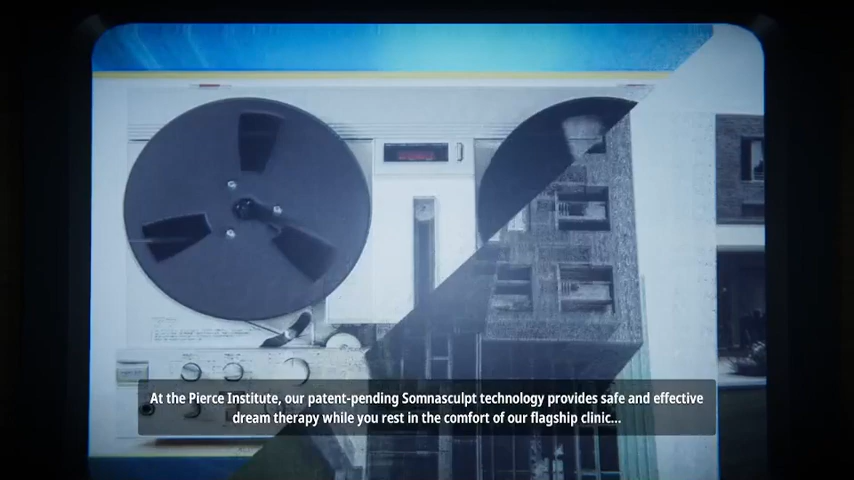 At the Pierce Institute, our patent-pending Somnasculpt technology provides safe and effective
dream therapy while you rest in the comfort of our flagship clinic...